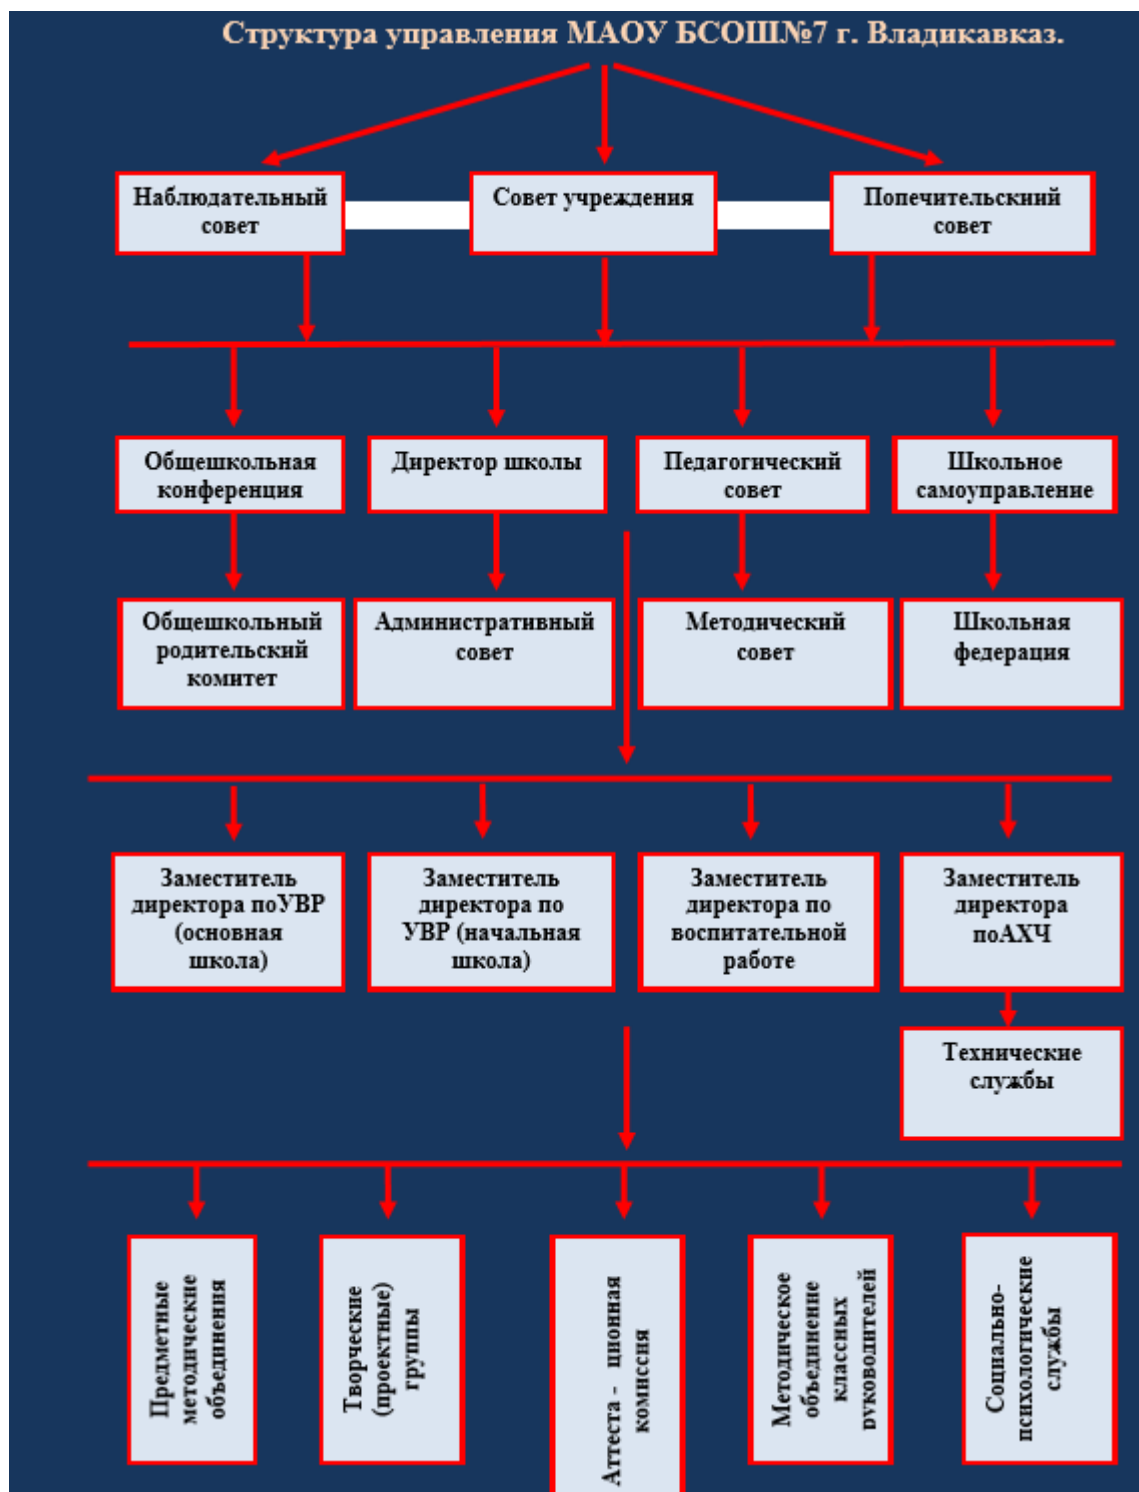 Структура управления МАОУ БСОШ№7 г. Владикавказ.
Наблюдательный
совет
Совет учреждения
Попечительскиий
совет
Общешкольная
конференция
Директор школы
Педагогический
совет
Школьное
самоуправление
Общешкольный
родительский
комитет
Административный
совет
Методический
совет
Школьная
федерация
Заместитель
директора поУВР
(основная
школа)
Заместитель
директора по
УВР (начальная
школа)
Заместитель
директора по
воспитательной
работе
Заместитель
директора
поАХЧ
Технические
службы
Предметные
методические
объединения
Творческие
(проектные)
группы
Аттеста - ционная
комиссия
Методическое
объединение
классных
руководителей
Социально-
психологические
службы